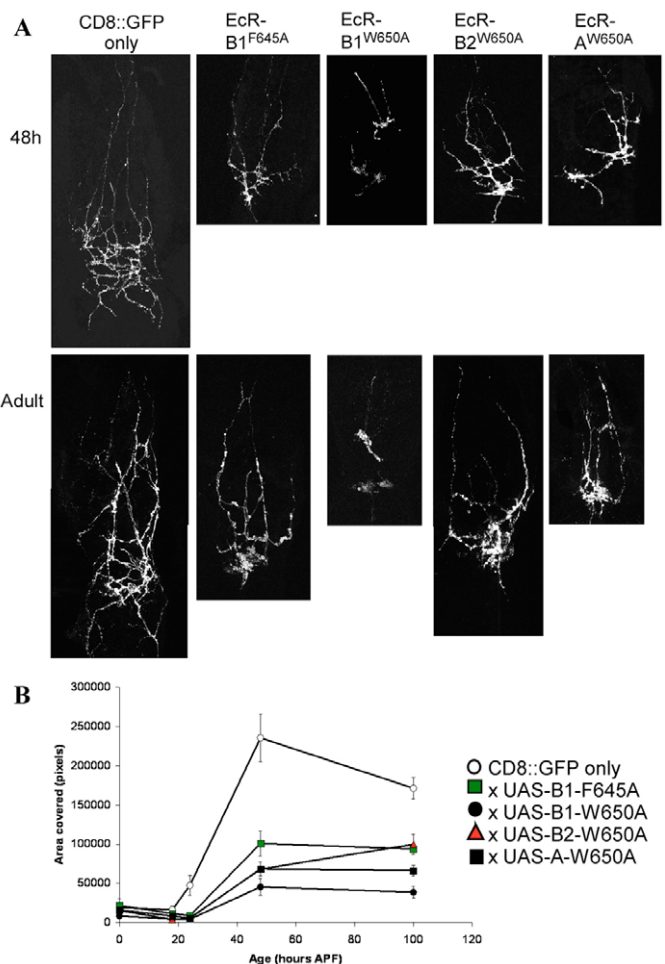 A
CD8::GFP only
EcR-B1F645A
EcR-B1W650A
EcR-B2W650A
EcR-AW650A
48h
Adult
B
Area covered (pixels)
300000
250000
200000
150000
100000
50000
0
0 20 40 60 80 100 120
Age (hours APF)
CD8::GFP only
x UAS-B1-F645A
x UAS-B1-W650A
x UAS-B2-W650A
x UAS-A-W650A